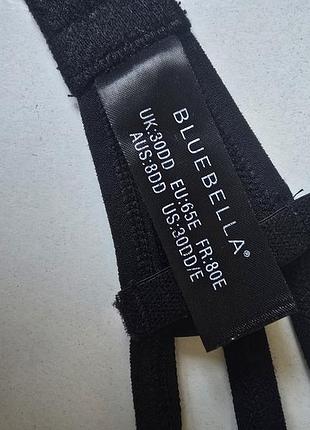 BLUEBELLA®
UK:30DD EU:65E FR:80E
AUS:8DD US:30DD/E